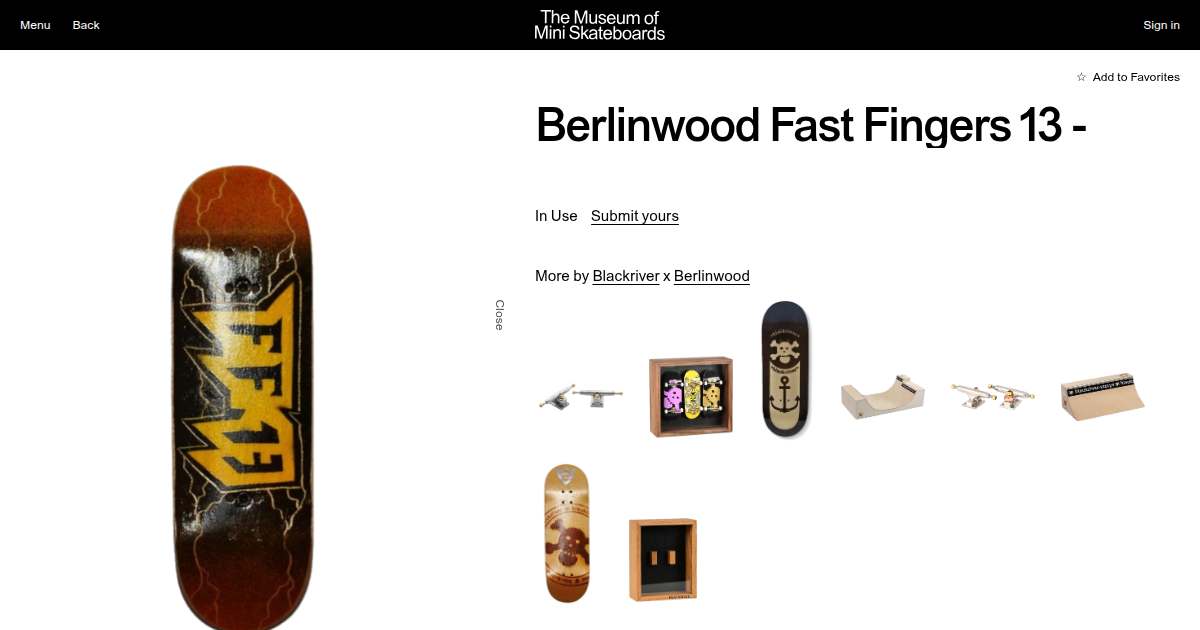 Menu
Back
The Museum of
Mini Skateboards
Sign in
☆ Add to Favorites
Berlinwood Fast Fingers 13 -
In Use
Submit yours
More by Blackriver x Berlinwood
Close
FF13